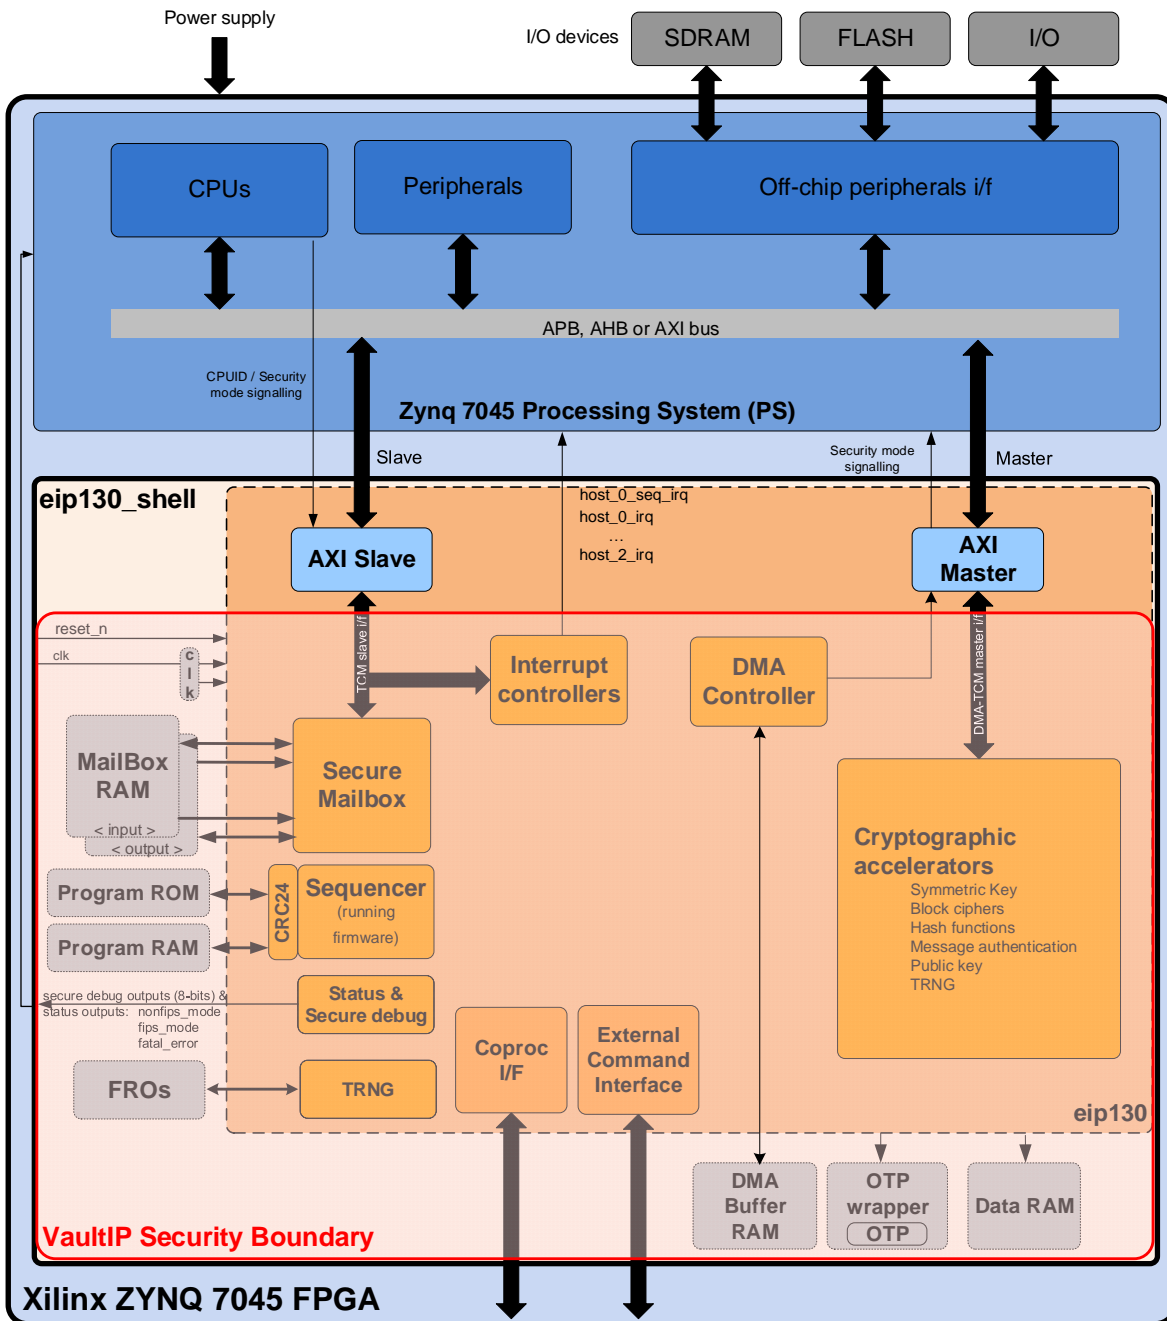 Power supply
I/O devices
SDRAM
FLASH
I/O
CPUs
Peripherals
Off-chip peripherals i/f
APB, AHB or AXI bus
CPUID / Security
mode signalling
Zynq 7045 Processing System (PS)
Slave
Security mode
signalling
Master
eip130_shell
host_0_seq_irq
host_0_irq
...
host_2_irq
AXI Slave
AXI
Master
reset_n
clk
c
l
k
TCM slave i/f
Interrupt
controllers
DMA
Controller
DMA-TCM master i/f
MailBox
RAM
< input >
< output >
Secure
Mailbox
Cryptographic
accelerators
Symmetric Key
Block ciphers
Hash functions
Message authentication
Public key
TRNG
Program ROM
Program RAM
CRC24
Sequencer
(running
firmware)
secure debug outputs (8-bits) &
status outputs: nonfips_mode
fips_mode
fatal_error
Status &
Secure debug
FROs
TRNG
Coproc
I/F
External
Command
Interface
eip130
DMA
Buffer
RAM
OTP
wrapper
OTP
Data RAM
VaultIP Security Boundary
Xilinx ZYNQ 7045 FPGA